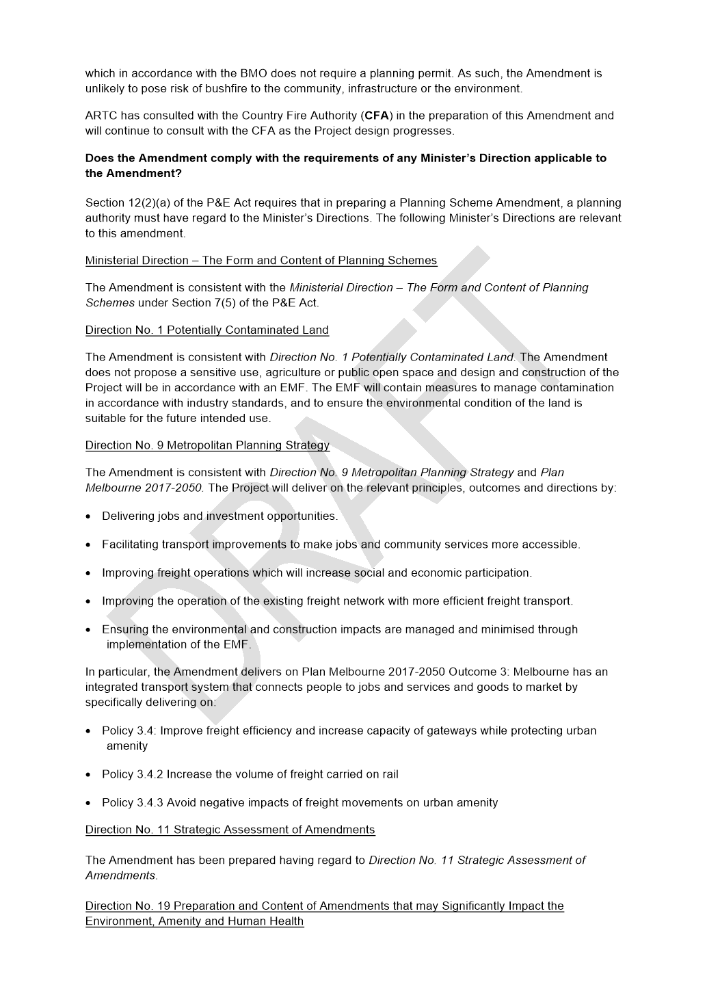 which in accordance with the BMO does not require a planning permit. As such, the Amendment is
unlikely to pose risk of bushfire to the community, infrastructure or the environment.
ARTC has consulted with the Country Fire Authority (CFA) in the preparation of this Amendment and
will continue to consult with the CFA as the Project design progresses.
Does the Amendment comply with the requirements of any Minister’s Direction applicable to
the Amendment?
Section 12(2)(a) of the P&E Act requires that in preparing a Planning Scheme Amendment, a planning
authority must have regard to the Minister’s Directions. The following Minister’s Directions are relevant
to this amendment.
Ministerial Direction – The Form and Content of Planning Schemes
The Amendment is consistent with the Ministerial Direction – The Form and Content of Planning
Schemes under Section 7(5) of the P&E Act.
Direction No. 1 Potentially Contaminated Land
The Amendment is consistent with Direction No. 1 Potentially Contaminated Land. The Amendment
does not propose a sensitive use, agriculture or public open space and design and construction of the
Project will be in accordance with an EMF. The EMF will contain measures to manage contamination
in accordance with industry standards, and to ensure the environmental condition of the land is
suitable for the future intended use.
Direction No. 9 Metropolitan Planning Strategy
The Amendment is consistent with Direction No. 9 Metropolitan Planning Strategy and Plan
Melbourne 2017-2050. The Project will deliver on the relevant principles, outcomes and directions by:
• Delivering jobs and investment opportunities.
• Facilitating transport improvements to make jobs and community services more accessible.
• Improving freight operations which will increase social and economic participation.
• Improving the operation of the existing freight network with more efficient freight transport.
• Ensuring the environmental and construction impacts are managed and minimised through
implementation of the EMF.
In particular, the Amendment delivers on Plan Melbourne 2017-2050 Outcome 3: Melbourne has an
integrated transport system that connects people to jobs and services and goods to market by
specifically delivering on:
• Policy 3.4: Improve freight efficiency and increase capacity of gateways while protecting urban
amenity
• Policy 3.4.2 Increase the volume of freight carried on rail
• Policy 3.4.3 Avoid negative impacts of freight movements on urban amenity
Direction No. 11 Strategic Assessment of Amendments
The Amendment has been prepared having regard to Direction No. 11 Strategic Assessment of
Amendments.
Direction No. 19 Preparation and Content of Amendments that may Significantly Impact the
Environment, Amenity and Human Health
DRAFT